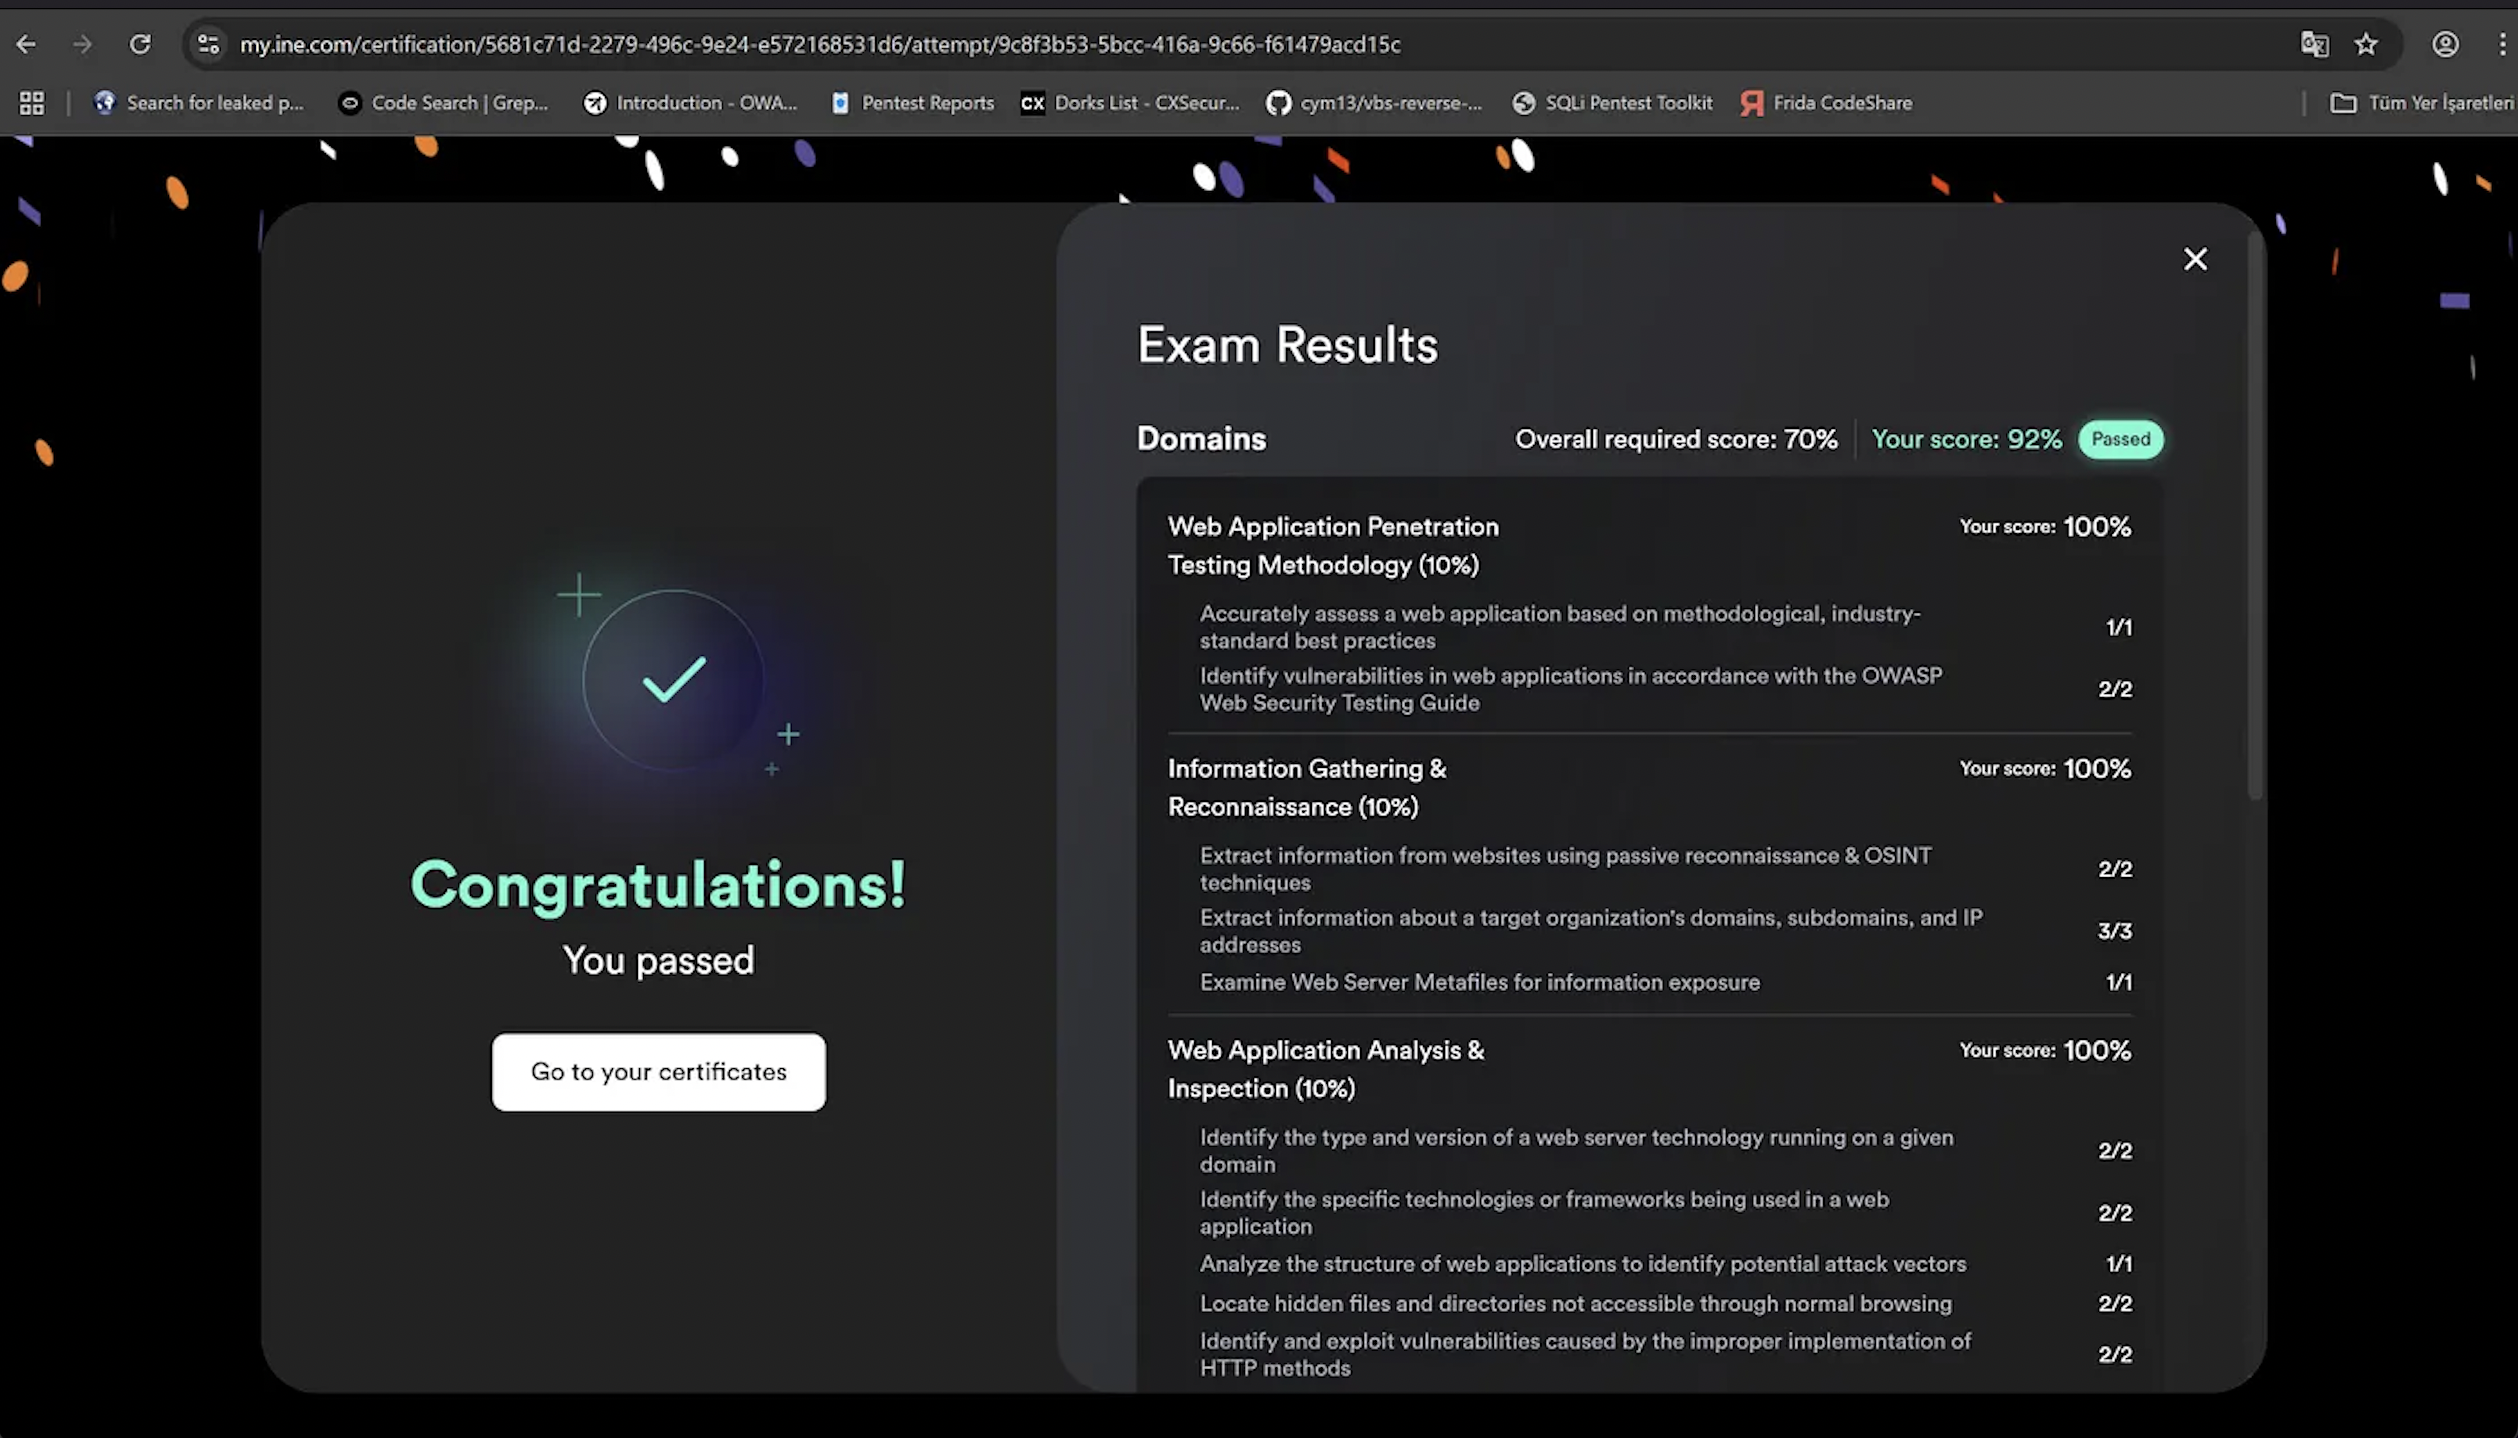 my.ine.com/certification/5681c71d-2279-496c-9e24-e572168531d6/attempt/9c8f3b53-5bcc-416a-9c66-f61479acd15c
Search for leaked p... Code Search | Grep... Introduction - OWA... Pentest Reports CX Dorks List - CXSecur... cym13/vbs-reverse-... SQLi Pentest Toolkit Frida CodeShare Tüm Yer İşaretleri
Congratulations!
You passed
Go to your certificates
Exam Results
Domains Overall required score: 70% Your score: 92% Passed
Web Application Penetration
Testing Methodology (10%)
Your score: 100%
Accurately assess a web application based on methodological, industry-
standard best practices
1/1
Identify vulnerabilities in web applications in accordance with the OWASP
Web Security Testing Guide
2/2
Information Gathering &
Reconnaissance (10%)
Your score: 100%
Extract information from websites using passive reconnaissance & OSINT
techniques
2/2
Extract information about a target organization's domains, subdomains, and IP
addresses
3/3
Examine Web Server Metafiles for information exposure 1/1
Web Application Analysis &
Inspection (10%)
Your score: 100%
Identify the type and version of a web server technology running on a given
domain
2/2
Identify the specific technologies or frameworks being used in a web
application
2/2
Analyze the structure of web applications to identify potential attack vectors 1/1
Locate hidden files and directories not accessible through normal browsing 2/2
Identify and exploit vulnerabilities caused by the improper implementation of
HTTP methods
2/2